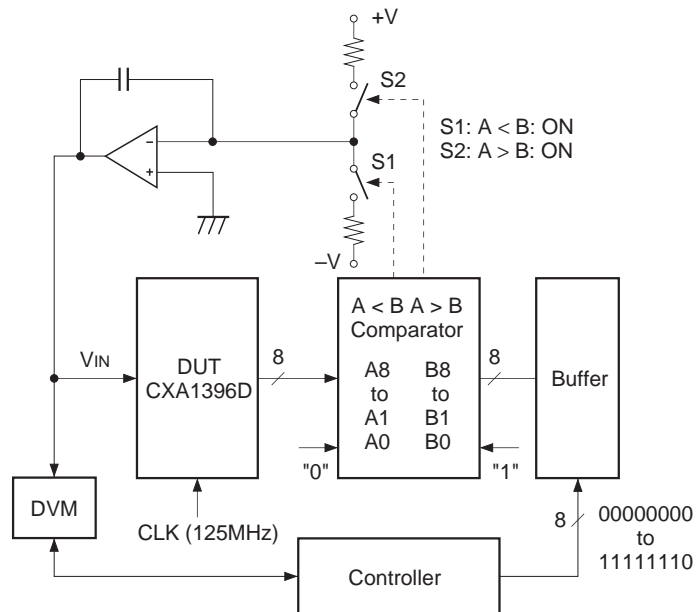 +V
S2
S1: A < B: ON
S2: A > B: ON
−
+
S1
–V
A < B A > B
Comparator
DUT
CXA1396D
VIN
8
A8
to
A1
A0
B8
to
B1
B0
8
Buffer
"0"
"1"
DVM
CLK (125MHz)
8
00000000
to
11111110
Controller